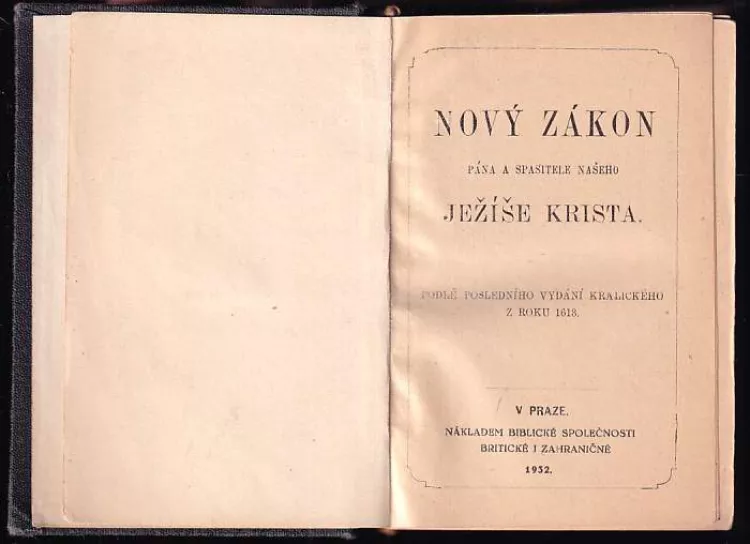 NOVÝ ZÁKON
PÁNA A SPASITELE NAŠEHO
JEŽÍŠE KRISTA.
PODLÉ POSLEDNÍHO VYDÁNÍ KRALICKÉHO
Z ROKU 1613.
V PRAZE.
NÁKLADEM BIBLICKÉ SPOLEČNOSTI
BRITICKÉ I ZAHRANIČNÉ
1932.